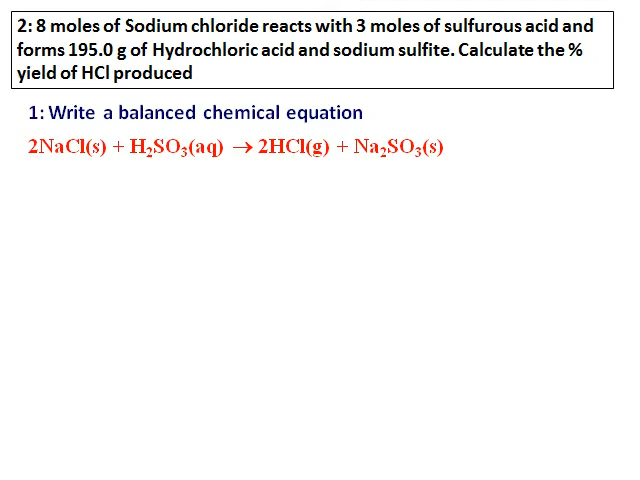 2: 8 moles of Sodium chloride reacts with 3 moles of sulfurous acid and
forms 195.0 g of Hydrochloric acid and sodium sulfite. Calculate the %
yield of HCl produced
1: Write a balanced chemical equation
2NaCl(s) + H₂SO₃(aq) → 2HCl(g) + Na₂SO₃(s)